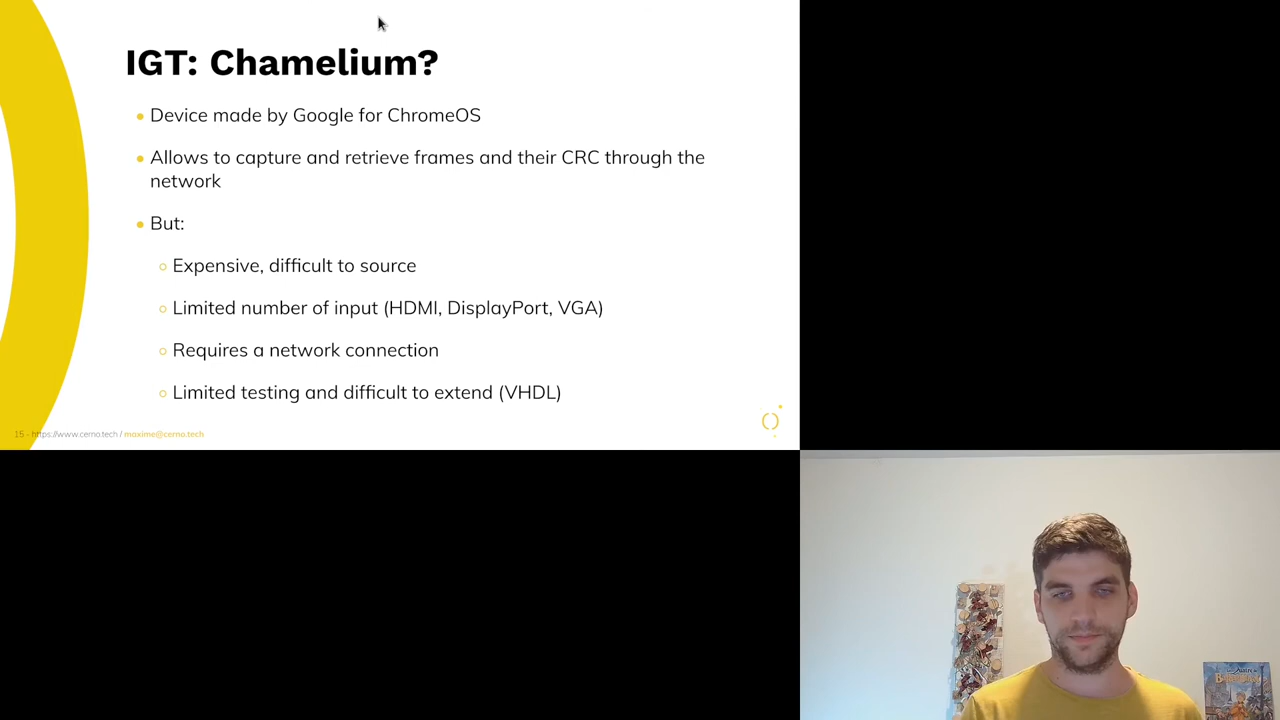 IGT: Chamelium?
Device made by Google for ChromeOS
Allows to capture and retrieve frames and their CRC through the
network
But:
Expensive, difficult to source
Limited number of input (HDMI, DisplayPort, VGA)
Requires a network connection
Limited testing and difficult to extend (VHDL)
15 - https://www.cerno.tech / maxime@cerno.tech